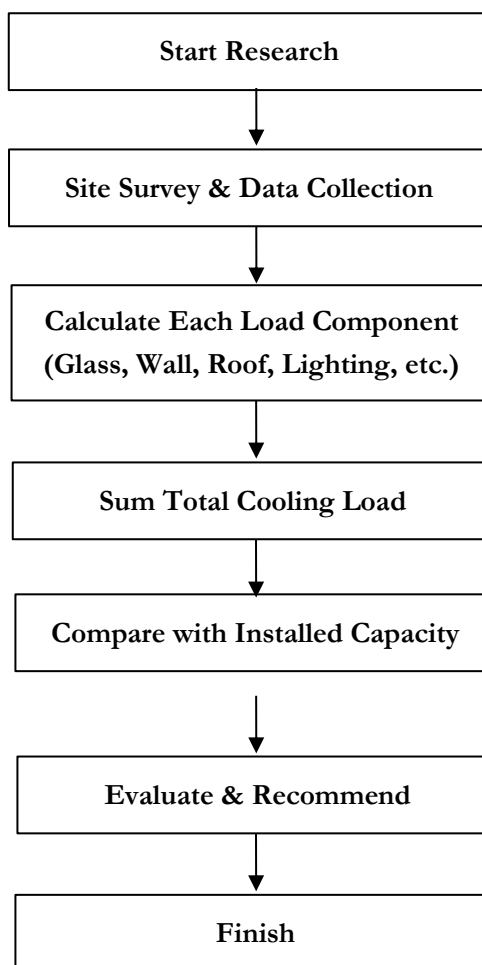 Start Research
Site Survey & Data Collection
Calculate Each Load Component
(Glass, Wall, Roof, Lighting, etc.)
Sum Total Cooling Load
Compare with Installed Capacity
Evaluate & Recommend
Finish